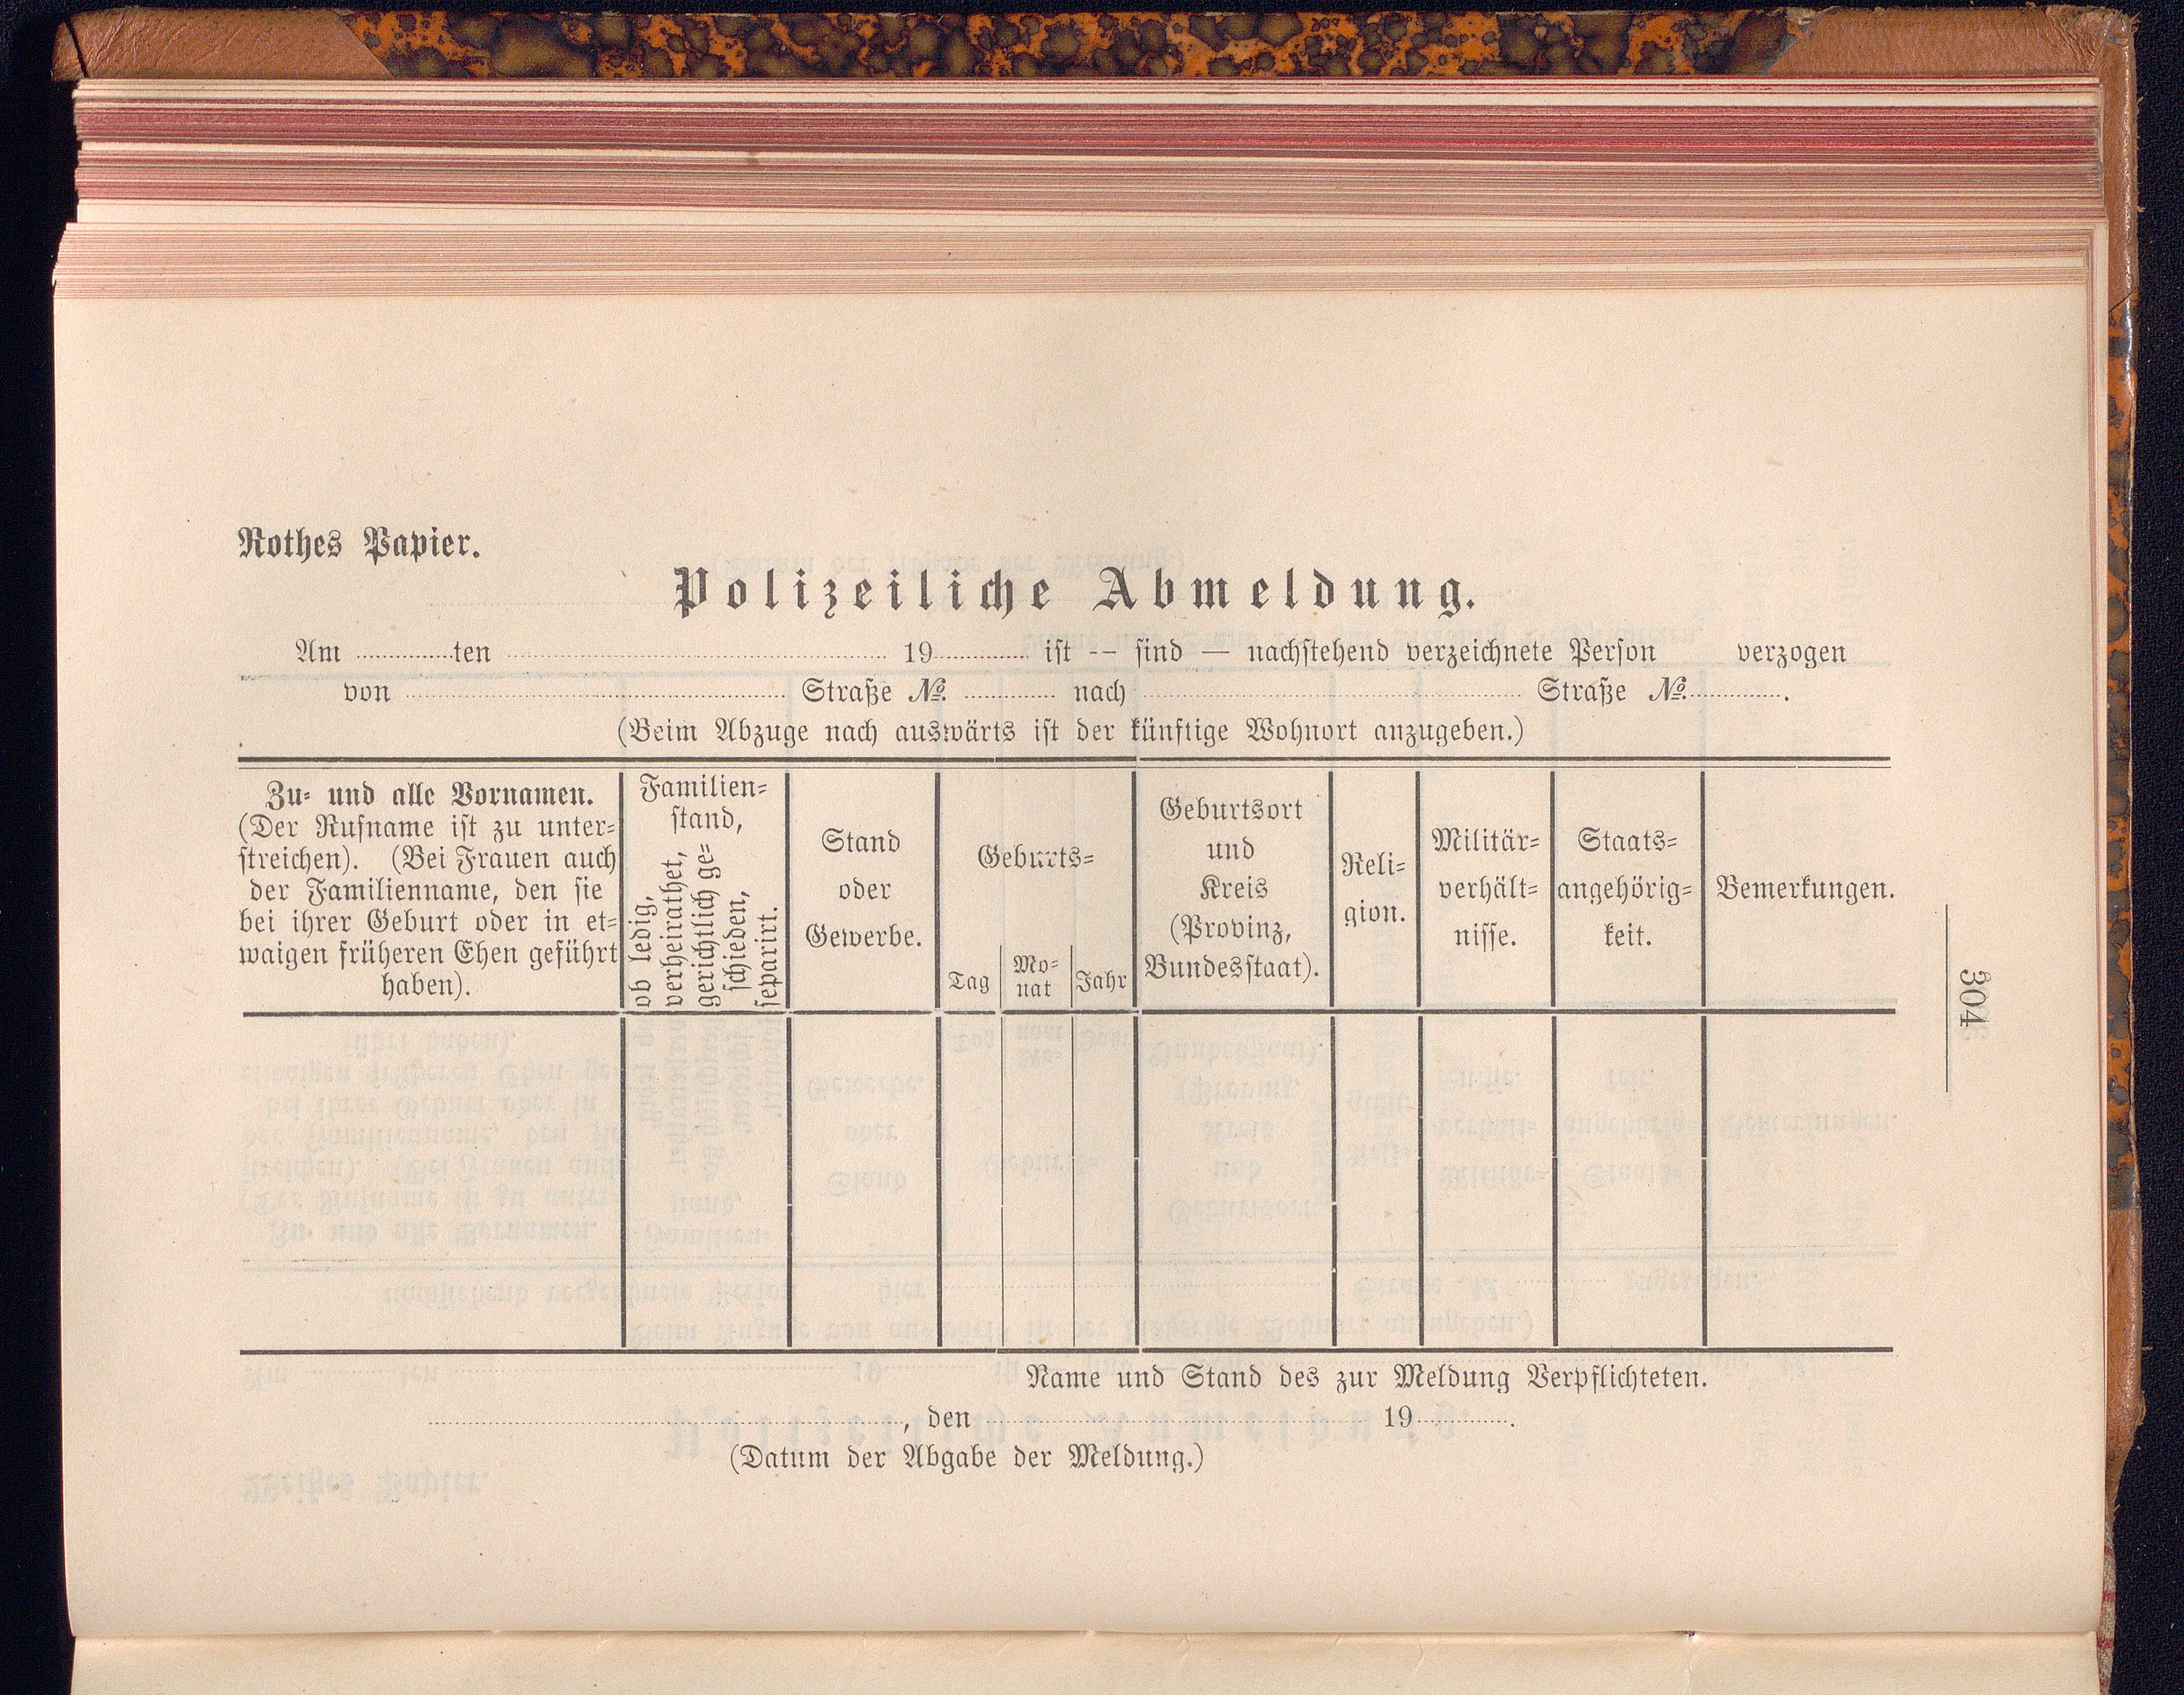 Rothes Papier.
Polizeiliche Abmeldung.
Am ............ten ............ 19............ ist -- sind — nachstehend verzeichnete Person verzogen
von ............ Straße №. ............ nach ............ Straße №. .............
(Beim Abzuge nach auswärts ist der künftige Wohnort anzugeben.)
Zu- und alle Vornamen.
(Der Rufname ist zu unter-
streichen). (Bei Frauen auch
der Familienname, den sie
bei ihrer Geburt oder in et-
waigen früheren Ehen geführt
haben).
Familien-
stand,
ob ledig,
verheirathet,
gerichtlich ge-
schieden,
separirt.
Stand
oder
Gewerbe.
Geburts-
Tag
Mo-
nat
Jahr
Geburtsort
und
Kreis
(Provinz,
Bundesstaat).
Reli-
gion.
Militär-
verhält-
nisse.
Staats-
angehörig-
keit.
Bemerkungen.
Name und Stand des zur Meldung Verpflichteten.
............, den ............ 19............
(Datum der Abgabe der Meldung.)
304